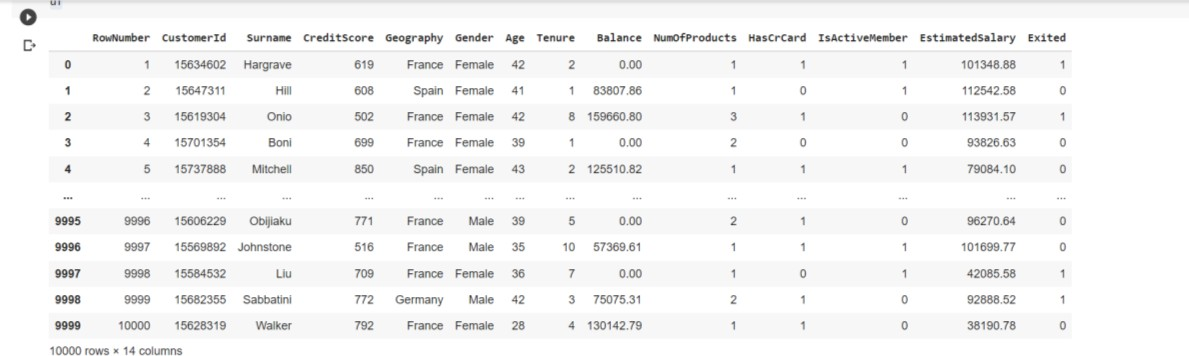 df
RowNumber CustomerId Surname CreditScore Geography Gender Age Tenure Balance NumOfProducts HasCrCard IsActiveMember EstimatedSalary Exited
0 1 15634602 Hargrave 619 France Female 42 2 0.00 1 1 1 101348.88 1
1 2 15647311 Hill 608 Spain Female 41 1 83807.86 1 0 1 112542.58 0
2 3 15619304 Onio 502 France Female 42 8 159660.80 3 1 0 113931.57 1
3 4 15701354 Boni 699 France Female 39 1 0.00 2 0 0 93826.63 0
4 5 15737888 Mitchell 850 Spain Female 43 2 125510.82 1 1 1 79084.10 0
... ... ... ... ... ... ... ... ... ... ... ... ... ... ...
9995 9996 15606229 Obijiaku 771 France Male 39 5 0.00 2 1 0 96270.64 0
9996 9997 15569892 Johnstone 516 France Male 35 10 57369.61 1 1 1 101699.77 0
9997 9998 15584532 Liu 709 France Female 36 7 0.00 1 0 1 42085.58 1
9998 9999 15682355 Sabbatini 772 Germany Male 42 3 75075.31 2 1 0 92888.52 1
9999 10000 15628319 Walker 792 France Female 28 4 130142.79 1 1 0 38190.78 0
10000 rows × 14 columns